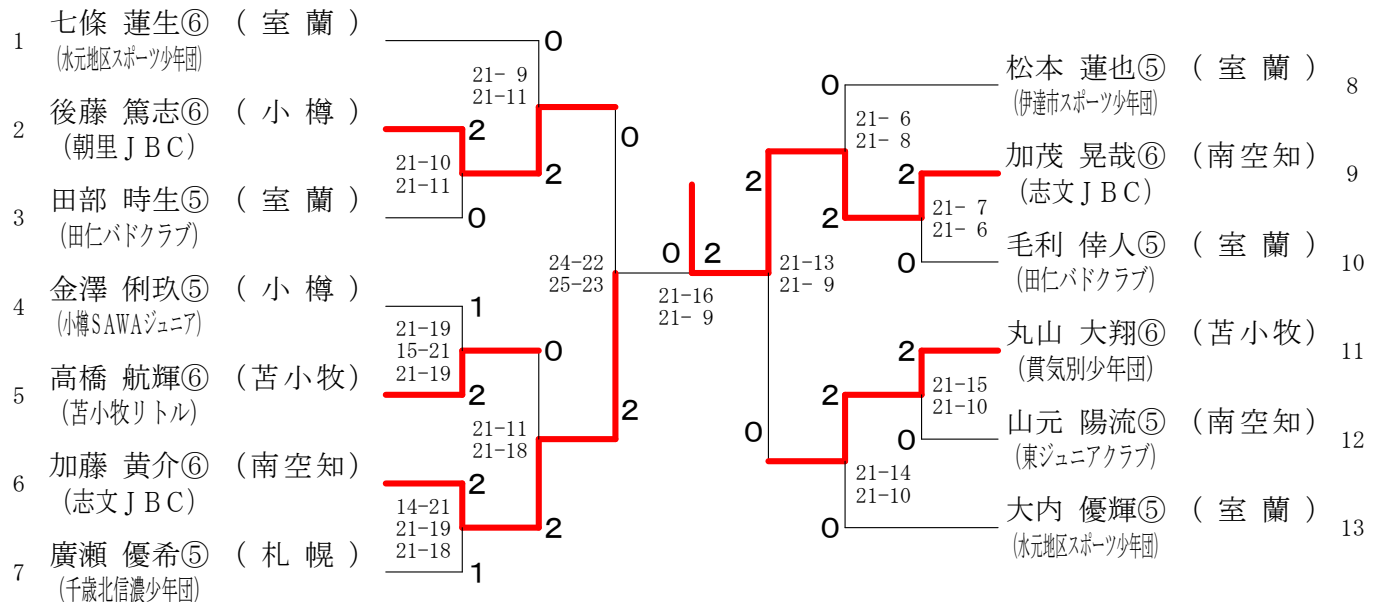 1 七條 蓮生⑥ （ 室 蘭 ）
(水元地区スポーツ少年団)
0
21- 9
21-11
2 後藤 篤志⑥ （ 小 樽 ）
(朝里ＪＢＣ)
2
21-10
21-11
2
0
3 田部 時生⑤ （ 室 蘭 ）
(田仁バドクラブ)
0
24-22
25-23
4 金澤 俐玖⑤ （ 小 樽 ）
(小樽SAWAジュニア)
1
21-19
15-21
21-19
0
5 高橋 航輝⑥ （苫小牧）
(苫小牧リトル)
2
21-11
21-18
2
6 加藤 黄介⑥ （南空知）
(志文ＪＢＣ)
2
14-21
21-19
21-18
2
7 廣瀬 優希⑤ （ 札 幌 ）
(千歳北信濃少年団)
1
0 2
21-16
21- 9
松本 蓮也⑤ （ 室 蘭 ） 8
(伊達市スポーツ少年団)
0
21- 6
21- 8
2
加茂 晃哉⑥ （南空知） 9
(志文ＪＢＣ)
2
2
21- 7
21- 6
毛利 倖人⑤ （ 室 蘭 ） 10
(田仁バドクラブ)
0
21-13
21- 9
丸山 大翔⑥ （苫小牧） 11
(貫気別少年団)
2
21-15
21-10
2
0
山元 陽流⑤ （南空知） 12
(東ジュニアクラブ)
0
21-14
21-10
大内 優輝⑤ （ 室 蘭 ） 13
(水元地区スポーツ少年団)
0